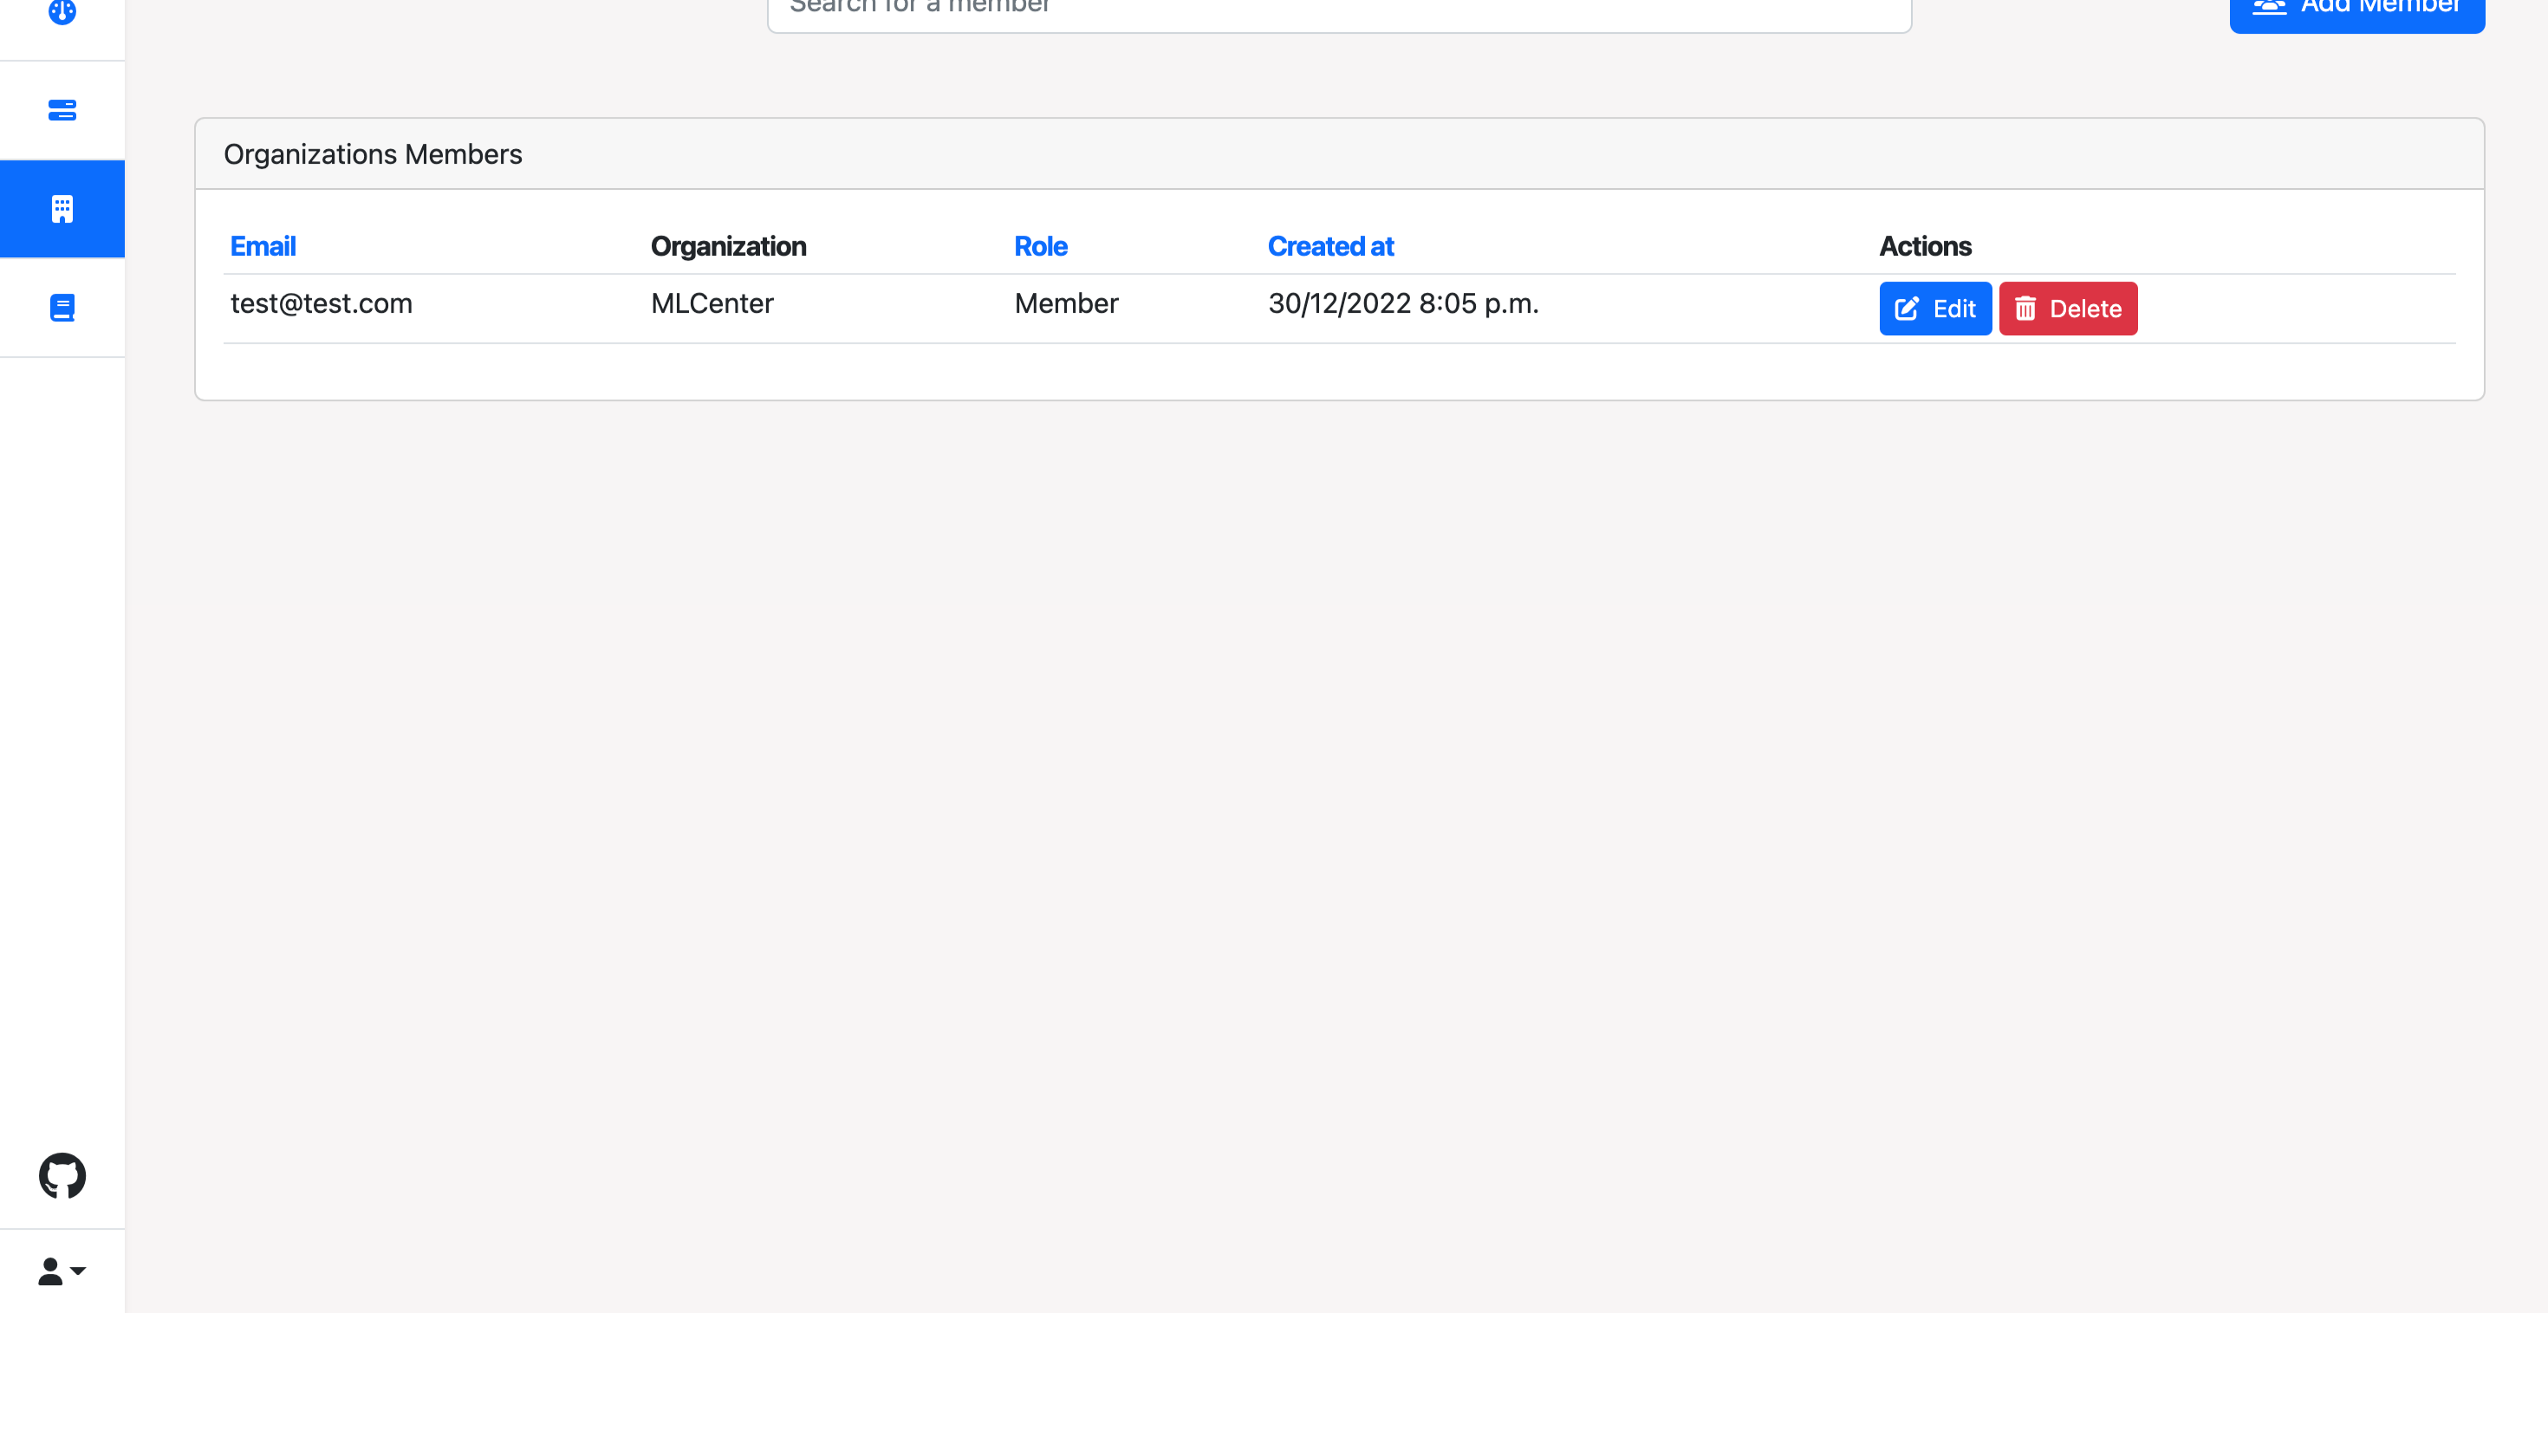 Search for a member
Add Member
Organizations Members
Email Organization Role Created at Actions
test@test.com MLCenter Member 30/12/2022 8:05 p.m. Edit Delete